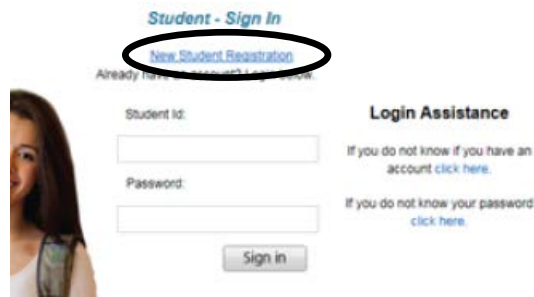 Student - Sign In
New Student Registration
Already have an account? Login below.
Student Id:
Password:
Sign in
Login Assistance
If you do not know if you have an
account click here.
If you do not know your password
click here.